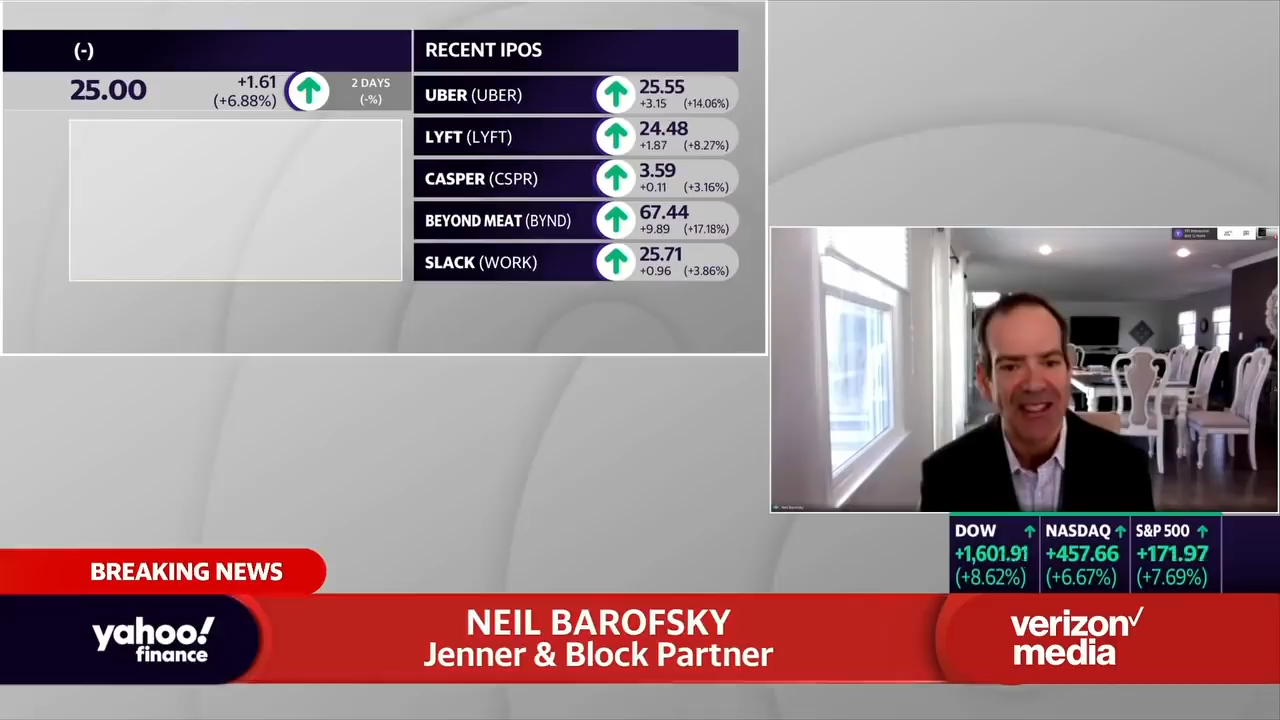 (-)
25.00
+1.61
(+6.88%)
2 DAYS
(-%)
RECENT IPOS
UBER (UBER)
25.55
+3.15 (+14.06%)
LYFT (LYFT)
24.48
+1.87 (+8.27%)
CASPER (CSPR)
3.59
+0.11 (+3.16%)
BEYOND MEAT (BYND)
67.44
+9.89 (+17.18%)
SLACK (WORK)
25.71
+0.96 (+3.86%)
Neil Barofsky
DOW
+1,601.91
(+8.62%)
NASDAQ
+457.66
(+6.67%)
S&P 500
+171.97
(+7.69%)
BREAKING NEWS
yahoo!
finance
NEIL BAROFSKY
Jenner & Block Partner
verizon
media